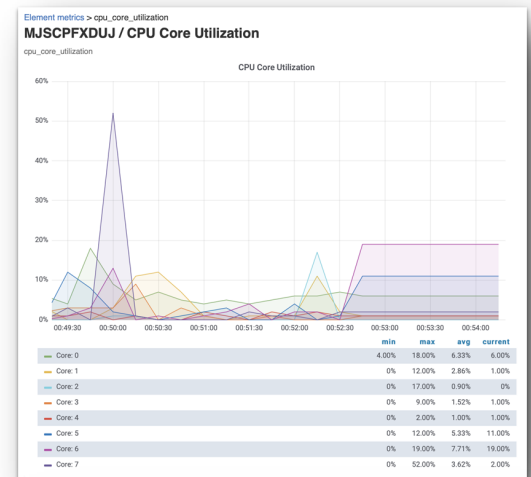 Element metrics > cpu_core_utilization
MJSCPFXDUJ / CPU Core Utilization
cpu_core_utilization
CPU Core Utilization
60%
50%
40%
30%
20%
10%
0%
00:49:30 00:50:00 00:50:30 00:51:00 00:51:30 00:52:00 00:52:30 00:53:00 00:53:30 00:54:00
min max avg current
Core: 0 4.00% 18.00% 6.33% 6.00%
Core: 1 0% 12.00% 2.86% 1.00%
Core: 2 0% 17.00% 0.90% 0%
Core: 3 0% 9.00% 1.52% 1.00%
Core: 4 0% 2.00% 1.00% 1.00%
Core: 5 0% 12.00% 5.33% 11.00%
Core: 6 0% 19.00% 7.71% 19.00%
Core: 7 0% 52.00% 3.62% 2.00%